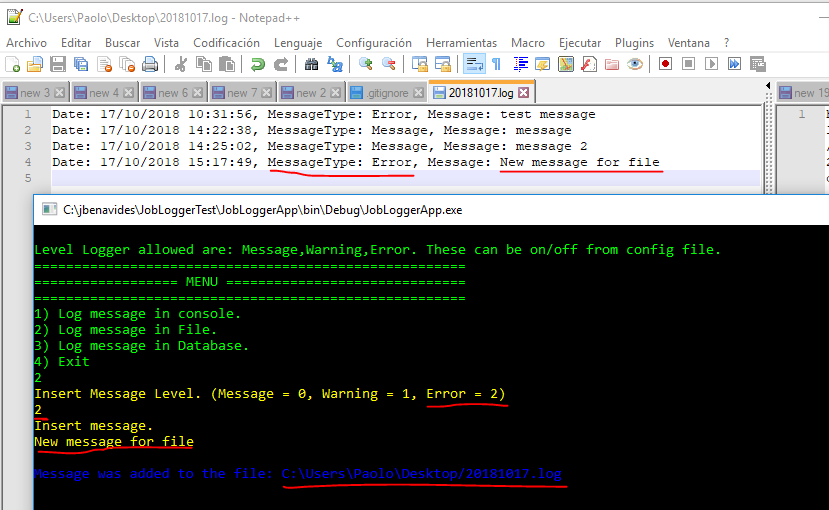 C:\Users\Paolo\Desktop\20181017.log - Notepad++
Archivo Editar Buscar Vista Codificación Lenguaje Configuración Herramientas Macro Ejecutar Plugins Ventana ?
new 3 new 4 new 6 new 7 new 2 .gitignore 20181017.log new 19
1 Date: 17/10/2018 10:31:56, MessageType: Error, Message: test message 1
2 Date: 17/10/2018 14:22:38, MessageType: Message, Message: message
3 Date: 17/10/2018 14:25:02, MessageType: Message, Message: message 2
4 Date: 17/10/2018 15:17:49, MessageType: Error, Message: New message for file
5
C:\jbenavides\JobLoggerTest\JobLoggerApp\bin\Debug\JobLoggerApp.exe
Level Logger allowed are: Message,Warning,Error. These can be on/off from config file.
======================================================
================== MENU ==============================
======================================================
1) Log message in console.
2) Log message in File.
3) Log message in Database.
4) Exit
2
Insert Message Level. (Message = 0, Warning = 1, Error = 2)
2
Insert message.
New message for file
Message was added to the file: C:\Users\Paolo\Desktop/20181017.log